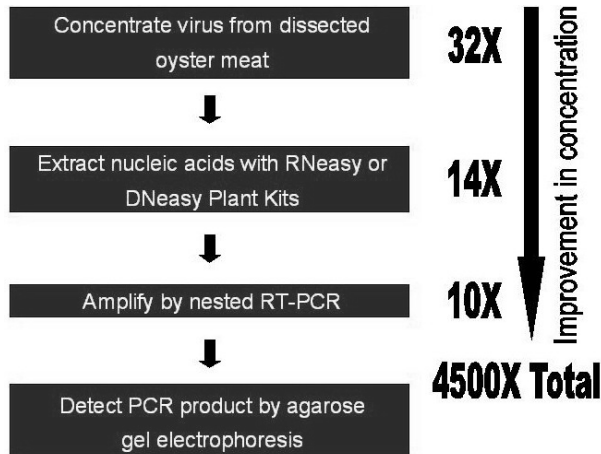 Concentrate virus from dissected
oyster meat
32X
Extract nucleic acids with RNeasy or
DNeasy Plant Kits
14X
Amplify by nested RT-PCR
10X
Improvement in concentration
4500X Total
Detect PCR product by agarose
gel electrophoresis